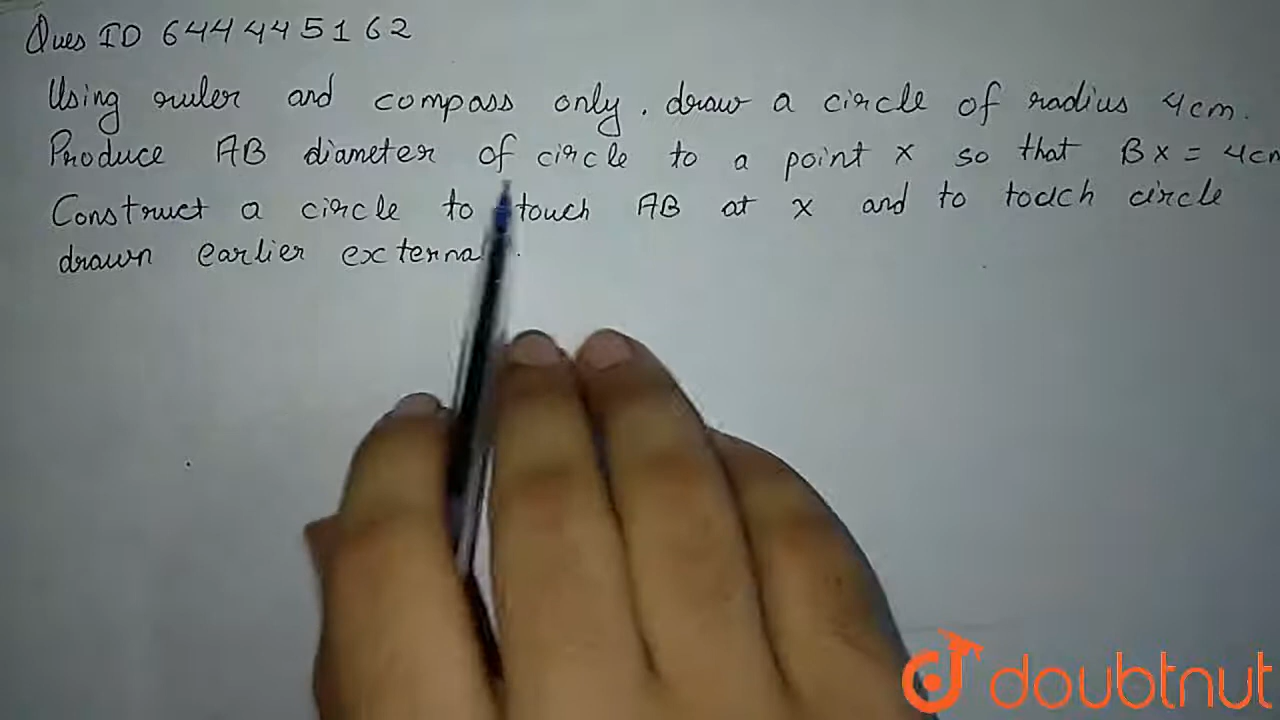 Ques ID 644445162
Using ruler and compass only. draw a circle of radius 4cm.
Produce AB diameter of circle to a point x so that Bx = 4cm
Construct a circle to touch AB at x and to touch circle
drawn earlier
doubtnut